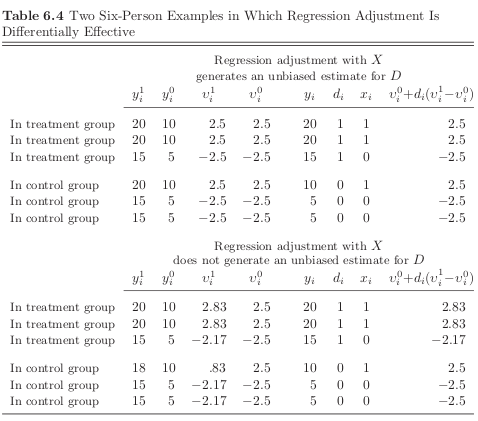 Table 6.4 Two Six-Person Examples in Which Regression Adjustment Is
Differentially Effective
Regression adjustment with X
generates an unbiased estimate for D
y_i^1 y_i^0 υ_i^1 υ_i^0 y_i d_i x_i υ_i^0+d_i(υ_i^1−υ_i^0)
In treatment group 20 10 2.5 2.5 20 1 1 2.5
In treatment group 20 10 2.5 2.5 20 1 1 2.5
In treatment group 15 5 −2.5 −2.5 15 1 0 −2.5
In control group 20 10 2.5 2.5 10 0 1 2.5
In control group 15 5 −2.5 −2.5 5 0 0 −2.5
In control group 15 5 −2.5 −2.5 5 0 0 −2.5
Regression adjustment with X
does not generate an unbiased estimate for D
y_i^1 y_i^0 υ_i^1 υ_i^0 y_i d_i x_i υ_i^0+d_i(υ_i^1−υ_i^0)
In treatment group 20 10 2.83 2.5 20 1 1 2.83
In treatment group 20 10 2.83 2.5 20 1 1 2.83
In treatment group 15 5 −2.17 −2.5 15 1 0 −2.17
In control group 18 10 .83 2.5 10 0 1 2.5
In control group 15 5 −2.17 −2.5 5 0 0 −2.5
In control group 15 5 −2.17 −2.5 5 0 0 −2.5